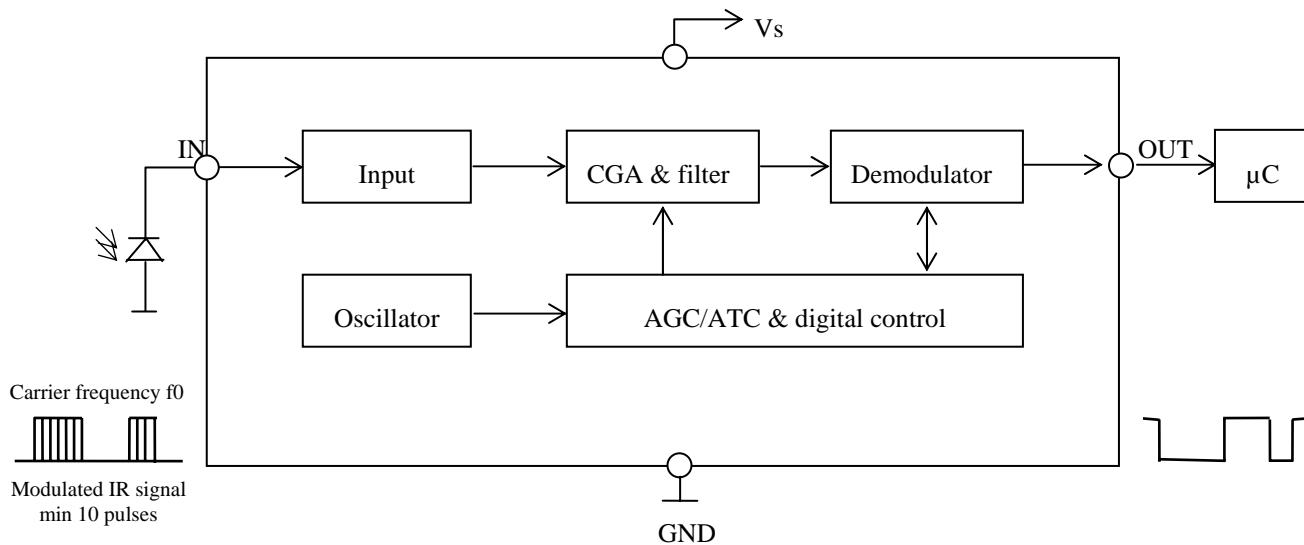 Vs
IN
Input
CGA & filter
Demodulator
OUT
µC
Oscillator
AGC/ATC & digital control
Carrier frequency f0
Modulated IR signal
min 10 pulses
GND